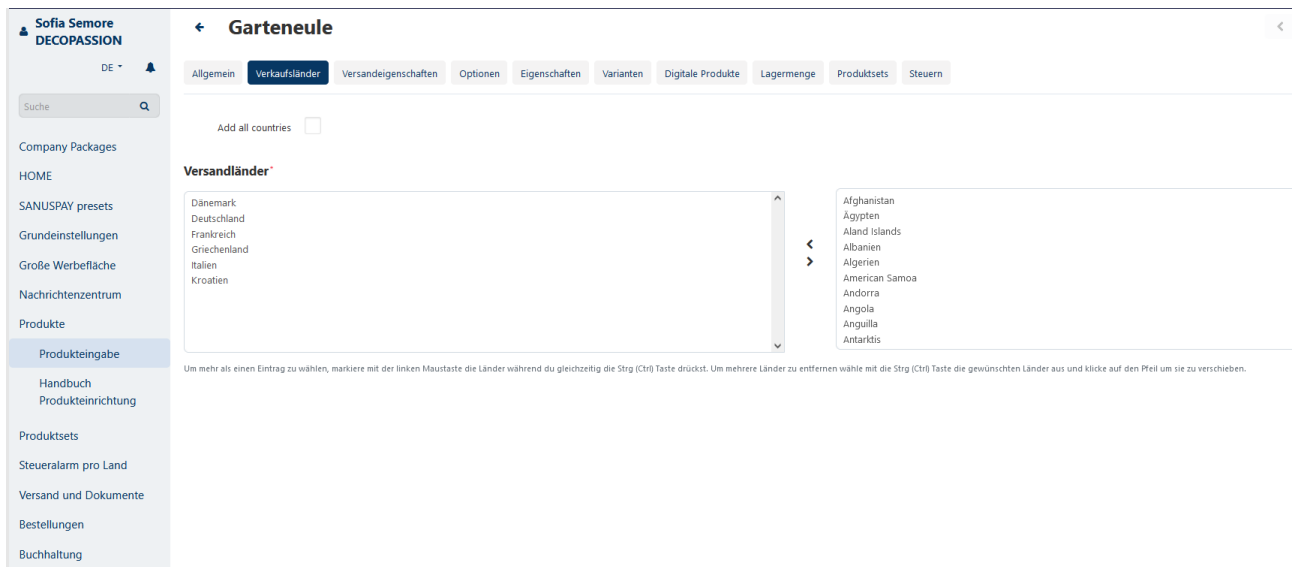 Sofia Semore
DECOPASSION
DE
Suche
Company Packages
HOME
SANUSPAY presets
Grundeinstellungen
Große Werbefläche
Nachrichtenzentrum
Produkte
Produkteingabe
Handbuch
Produkteinrichtung
Produktsets
Steueralarm pro Land
Versand und Dokumente
Bestellungen
Buchhaltung
Garteneule
Allgemein Verkaufsländer Versandeigenschaften Optionen Eigenschaften Varianten Digitale Produkte Lagermenge Produktsets Steuern
Add all countries
Versandländer*
Dänemark
Deutschland
Frankreich
Griechenland
Italien
Kroatien
Afghanistan
Ägypten
Aland Islands
Albanien
Algerien
American Samoa
Andorra
Angola
Anguilla
Antarktis
Um mehr als einen Eintrag zu wählen, markiere mit der linken Maustaste die Länder während du gleichzeitig die Strg (Ctrl) Taste drückst. Um mehrere Länder zu entfernen wähle mit die Strg (Ctrl) Taste die gewünschten Länder aus und klicke auf den Pfeil um sie zu verschieben.